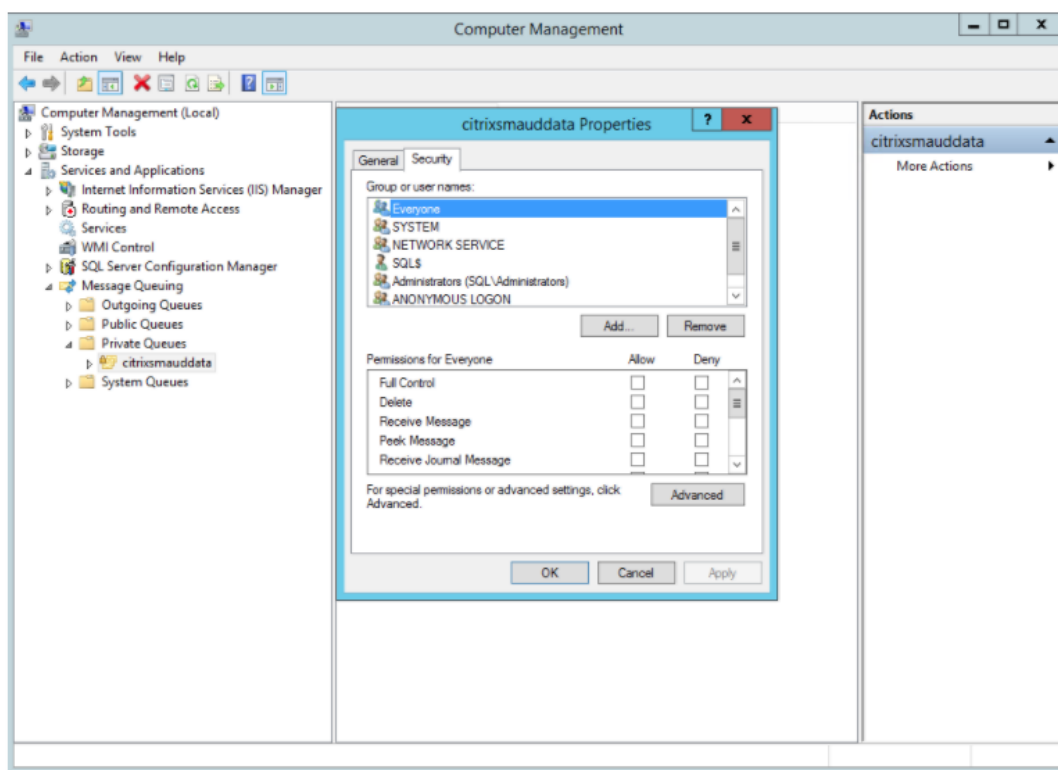 Computer Management
File Action View Help
Computer Management (Local)
System Tools
Storage
Services and Applications
Internet Information Services (IIS) Manager
Routing and Remote Access
Services
WMI Control
SQL Server Configuration Manager
Message Queuing
Outgoing Queues
Public Queues
Private Queues
citrixsmauddata
System Queues
citrixsmauddata Properties
? x
General Security
Group or user names:
Everyone
SYSTEM
NETWORK SERVICE
SQL$
Administrators (SQL\Administrators)
ANONYMOUS LOGON
Add... Remove
Permissions for Everyone Allow Deny
Full Control
Delete
Receive Message
Peek Message
Receive Journal Message
For special permissions or advanced settings, click
Advanced.
Advanced
OK Cancel Apply
Actions
citrixsmauddata
More Actions